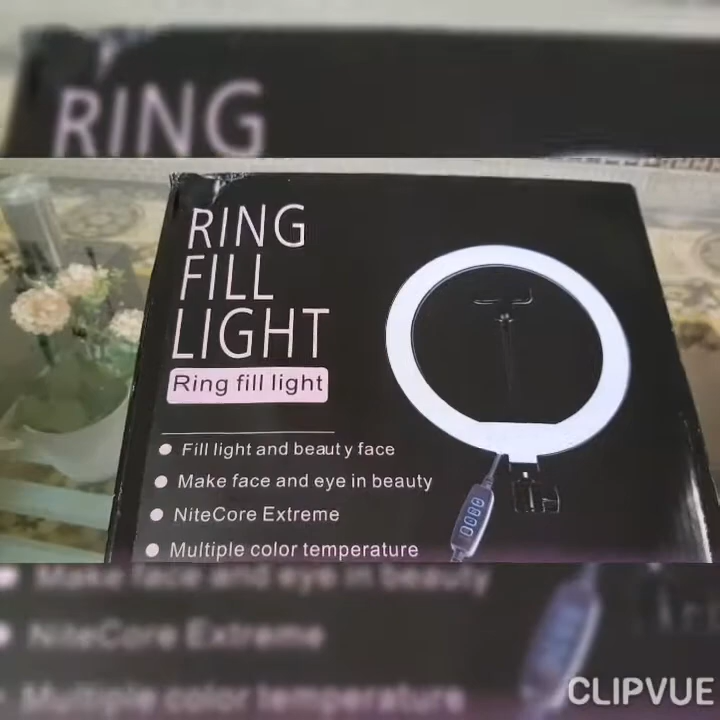 RING
RING
FILL
LIGHT
Ring fill light
Fill light and beauty face
Make face and eye in beauty
NiteCore Extreme
Multiple color temperature
Make face and eye in beauty
NiteCore Extreme
Multiple color temperature
CLIPVUE